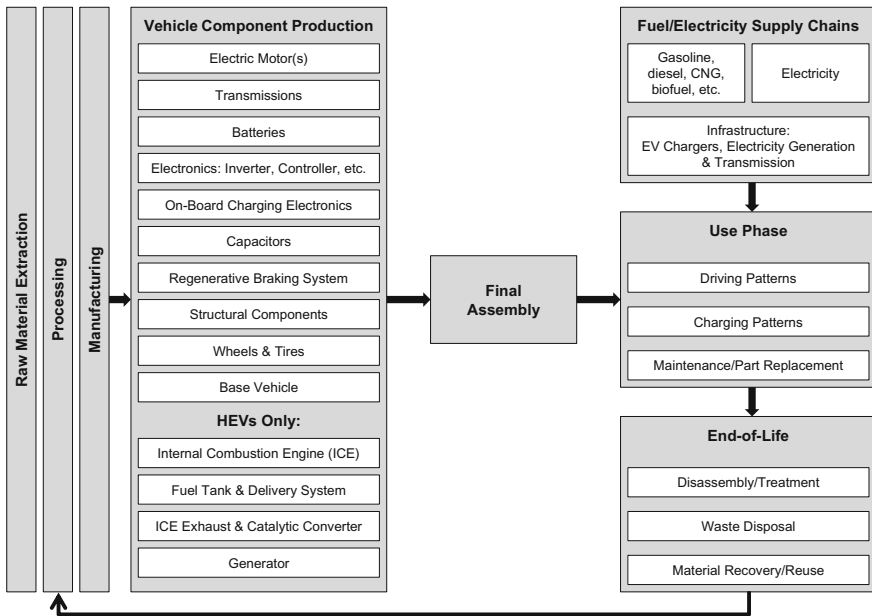 Raw Material Extraction
Processing
Manufacturing
Vehicle Component Production
Electric Motor(s)
Transmissions
Batteries
Electronics: Inverter, Controller, etc.
On-Board Charging Electronics
Capacitors
Regenerative Braking System
Structural Components
Wheels & Tires
Base Vehicle
HEVs Only:
Internal Combustion Engine (ICE)
Fuel Tank & Delivery System
ICE Exhaust & Catalytic Converter
Generator
Final
Assembly
Fuel/Electricity Supply Chains
Gasoline,
diesel, CNG,
biofuel, etc.
Electricity
Infrastructure:
EV Chargers, Electricity Generation
& Transmission
Use Phase
Driving Patterns
Charging Patterns
Maintenance/Part Replacement
End-of-Life
Disassembly/Treatment
Waste Disposal
Material Recovery/Reuse